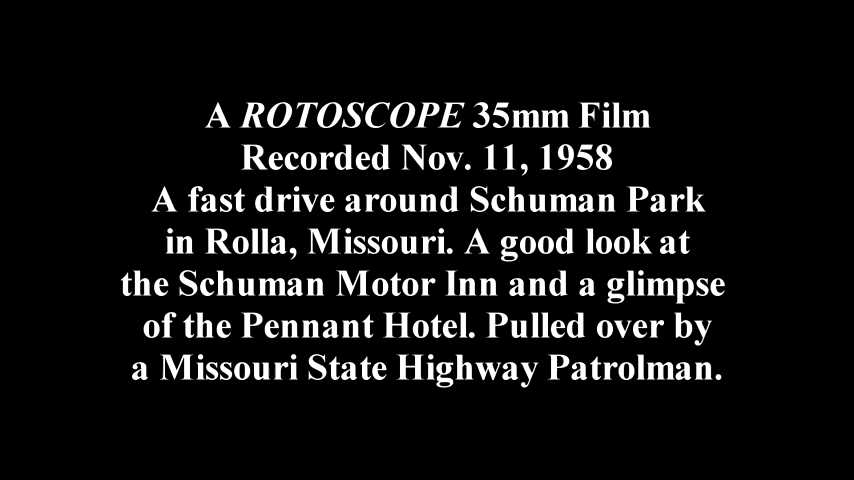 A ROTOSCOPE 35mm Film
Recorded Nov. 11, 1958
A fast drive around Schuman Park
in Rolla, Missouri. A good look at
the Schuman Motor Inn and a glimpse
of the Pennant Hotel. Pulled over by
a Missouri State Highway Patrolman.